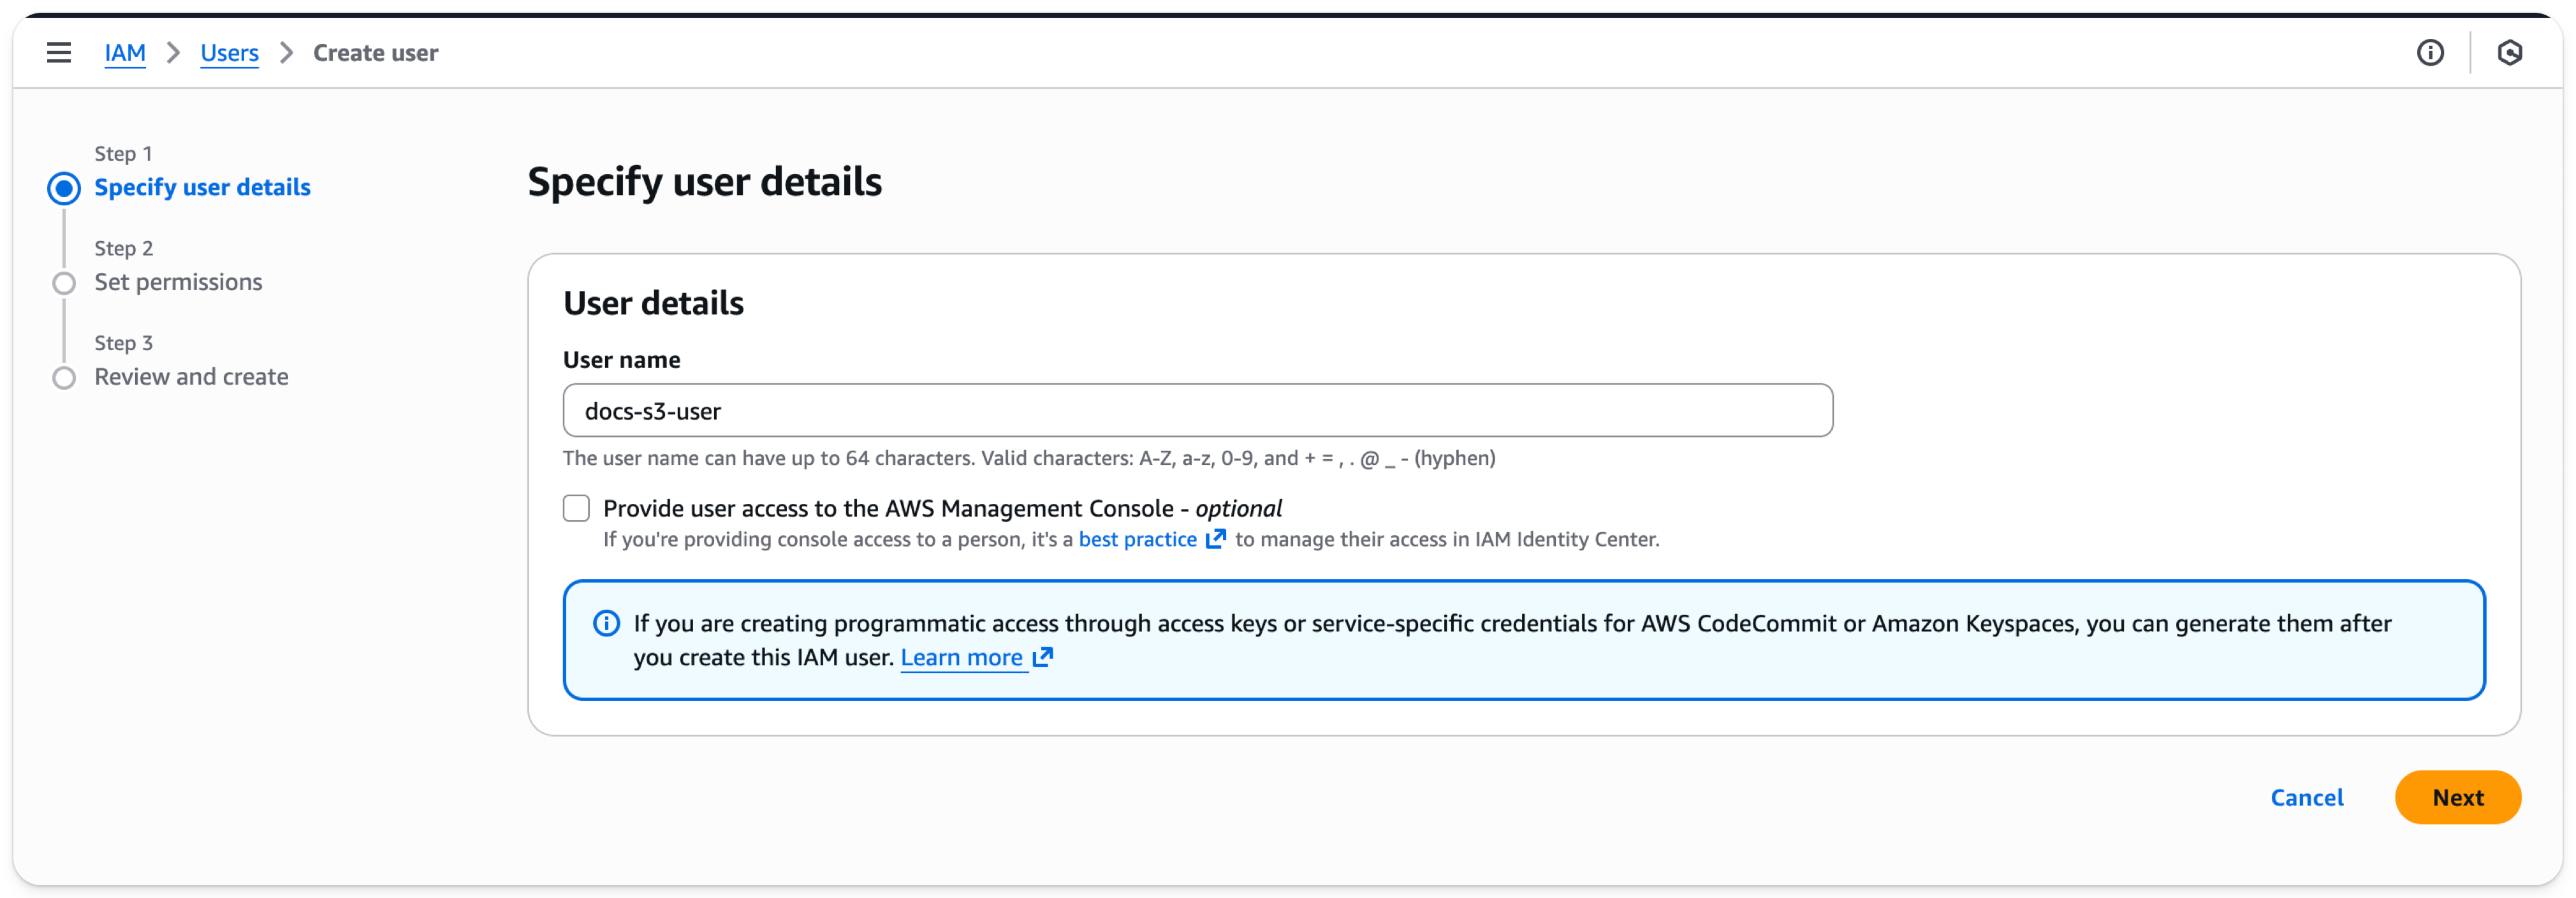 IAM > Users > Create user
Step 1
Specify user details
Step 2
Set permissions
Step 3
Review and create
Specify user details
User details
User name
docs-s3-user
The user name can have up to 64 characters. Valid characters: A-Z, a-z, 0-9, and + = , . @ _ - (hyphen)
Provide user access to the AWS Management Console - optional
If you're providing console access to a person, it's a best practice to manage their access in IAM Identity Center.
If you are creating programmatic access through access keys or service-specific credentials for AWS CodeCommit or Amazon Keyspaces, you can generate them after
you create this IAM user. Learn more
Cancel
Next